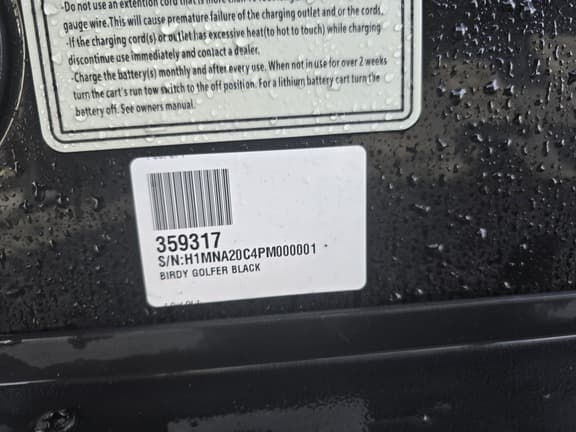 -Do not use an extention cord that is more than
gauge wire. This will cause premature failure of the charging outlet and or the cords.
-If the charging cord(s) or outlet has excessive heat(to hot to touch) while charging
discontinue use immediately and contact a dealer.
-Charge the battery(s) monthly and after every use. When not in use for over 2 weeks
turn the cart's run tow switch to the off position. For a lithium battery cart turn the
battery off. See owners manual.
359317
S/N:H1MNA20C4PM000001
BIRDY GOLFER BLACK